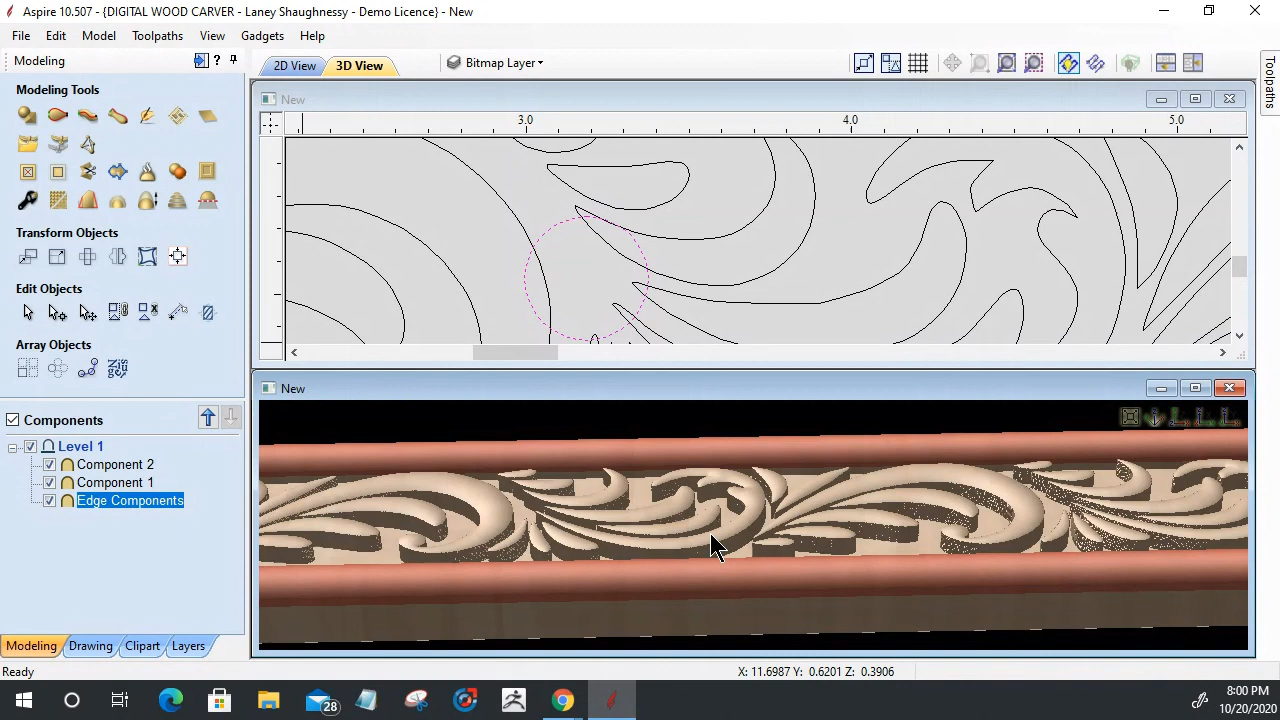 Aspire 10.507 - {DIGITAL WOOD CARVER - Laney Shaughnessy - Demo Licence} - New
File Edit Model Toolpaths View Gadgets Help
Modeling ?
2D View 3D View Bitmap Layer
Toolpaths
Modeling Tools
New
3.0 4.0 5.0
Transform Objects
Edit Objects
Array Objects
New
Components
Level 1
Component 2
Component 1
Edge Components
Modeling Drawing Clipart Layers
Ready X: 11.6987 Y: 0.6201 Z: 0.3906
28
8:00 PM
10/20/2020